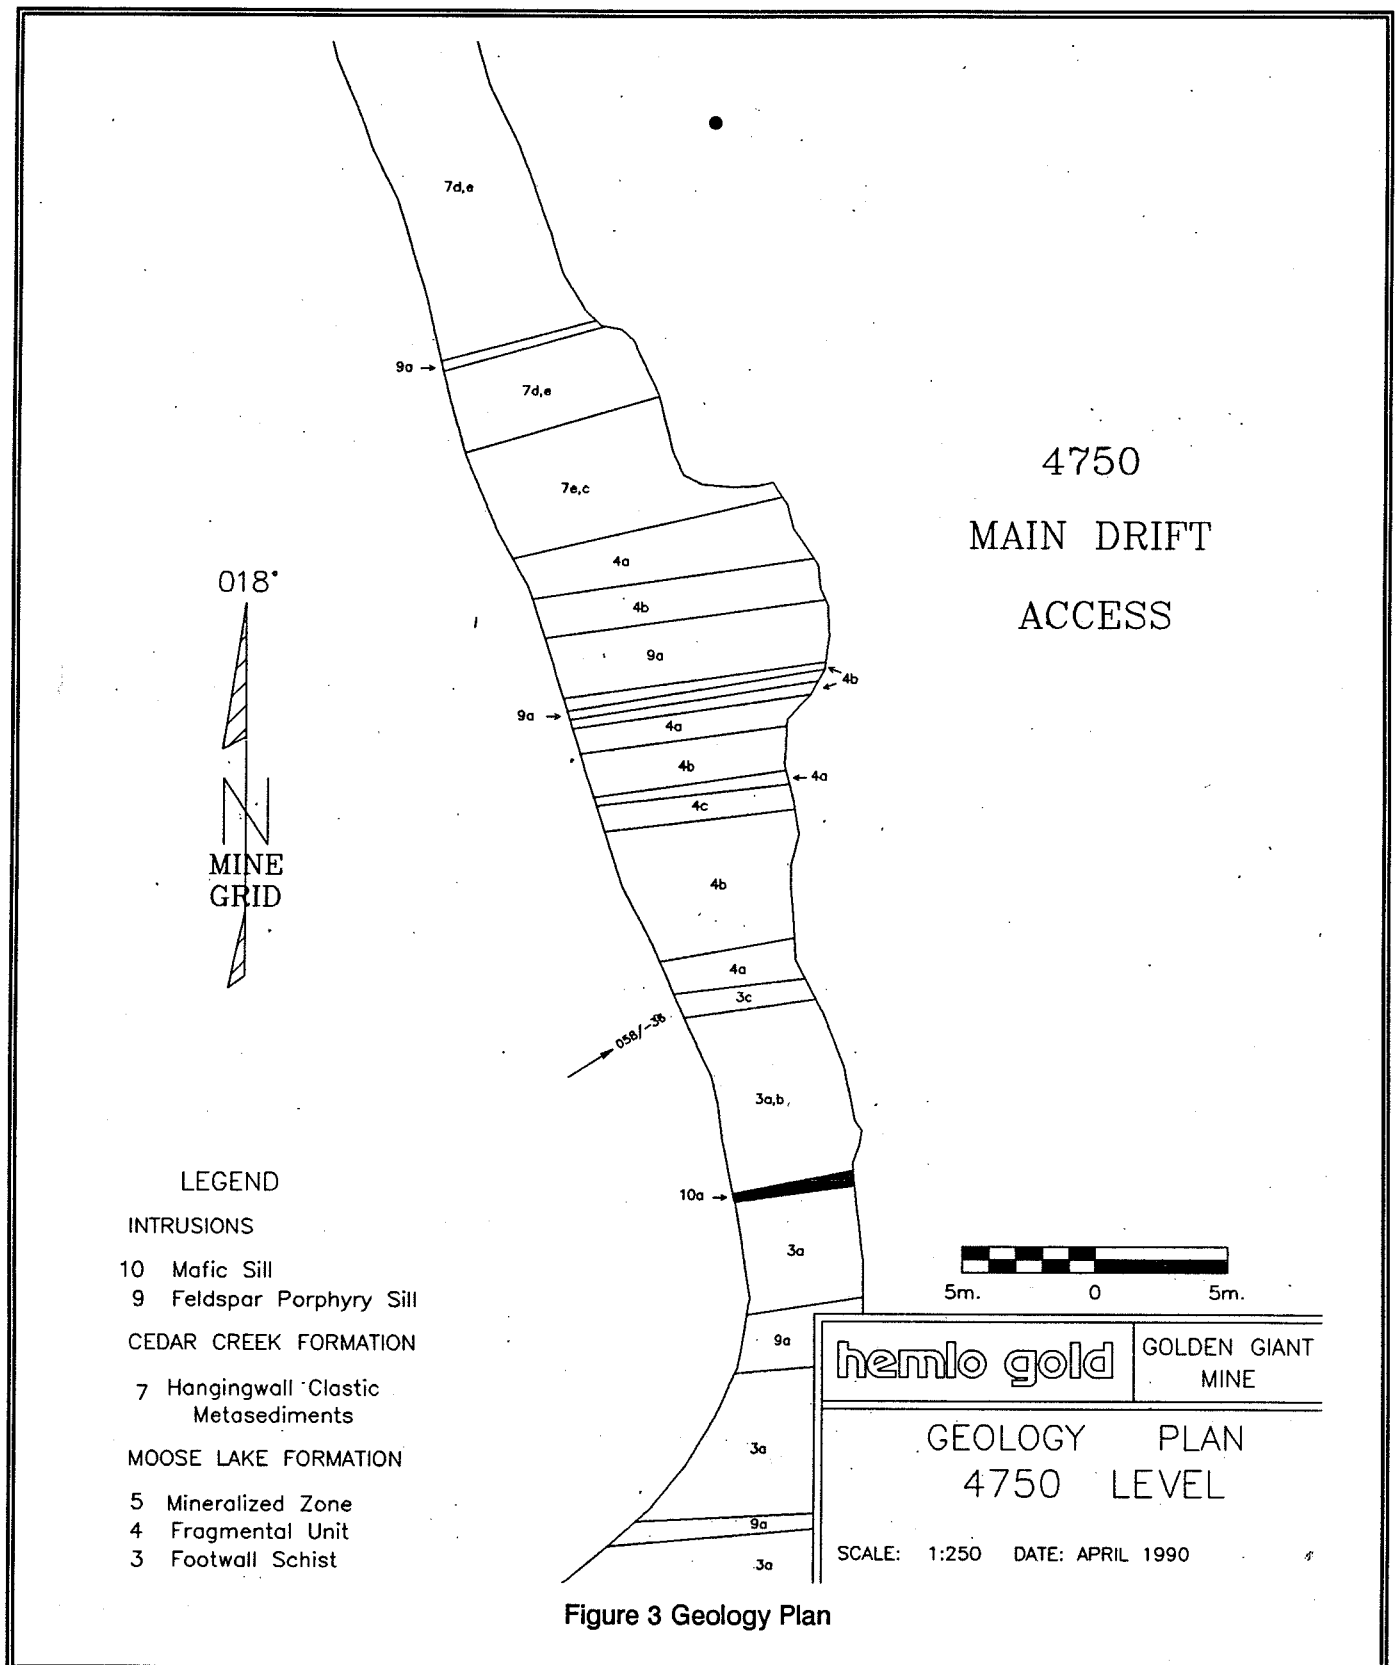 7d,e
9a
7d,e
7e,c
4a
4b
9a
4b
9a
4a
4b
4a
4c
4b
4a
3c
058/-38
3a,b
10a
3a
9a
3a
9a
3a
4750
MAIN DRIFT
ACCESS
018°
N
MINE
GRID
LEGEND
INTRUSIONS
10 Mafic Sill
9 Feldspar Porphyry Sill
CEDAR CREEK FORMATION
7 Hangingwall Clastic
Metasediments
MOOSE LAKE FORMATION
5 Mineralized Zone
4 Fragmental Unit
3 Footwall Schist
5m. 0 5m.
hemlo gold
GOLDEN GIANT
MINE
GEOLOGY PLAN
4750 LEVEL
SCALE: 1:250 DATE: APRIL 1990
Figure 3 Geology Plan